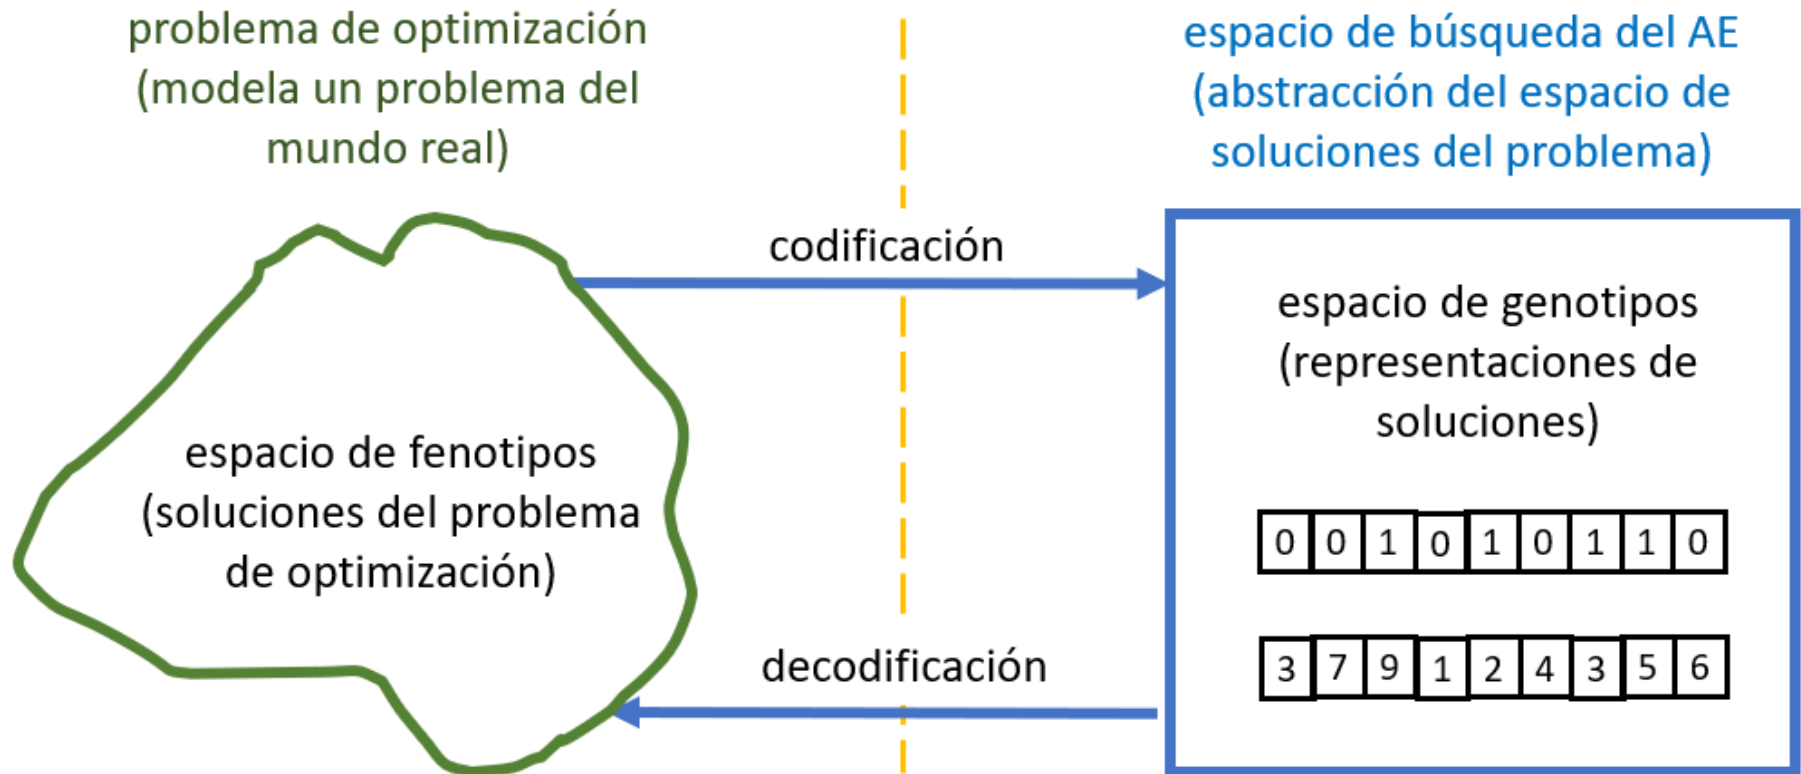 problema de optimización
(modela un problema del
mundo real)
espacio de búsqueda del AE
(abstracción del espacio de
soluciones del problema)
codificación
espacio de fenotipos
(soluciones del problema
de optimización)
espacio de genotipos
(representaciones de
soluciones)
0 0 1 0 1 0 1 1 0
3 7 9 1 2 4 3 5 6
decodificación